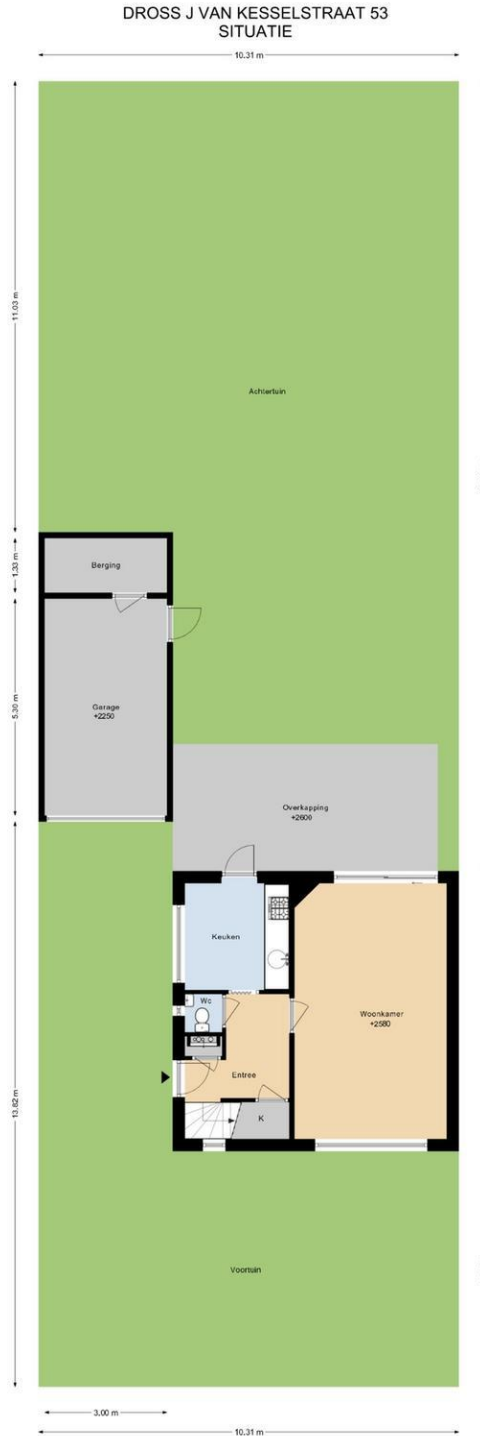 DROSS J VAN KESSELSTRAAT 53
SITUATIE
10.31 m
11.03 m
Achtertuin
1.33 m
Berging
5.30 m
Garage
+2250
Overkapping
+2600
Keuken
Wc
Woonkamer
+2580
Entree
K
13.62 m
Voortuin
3.00 m
10.31 m